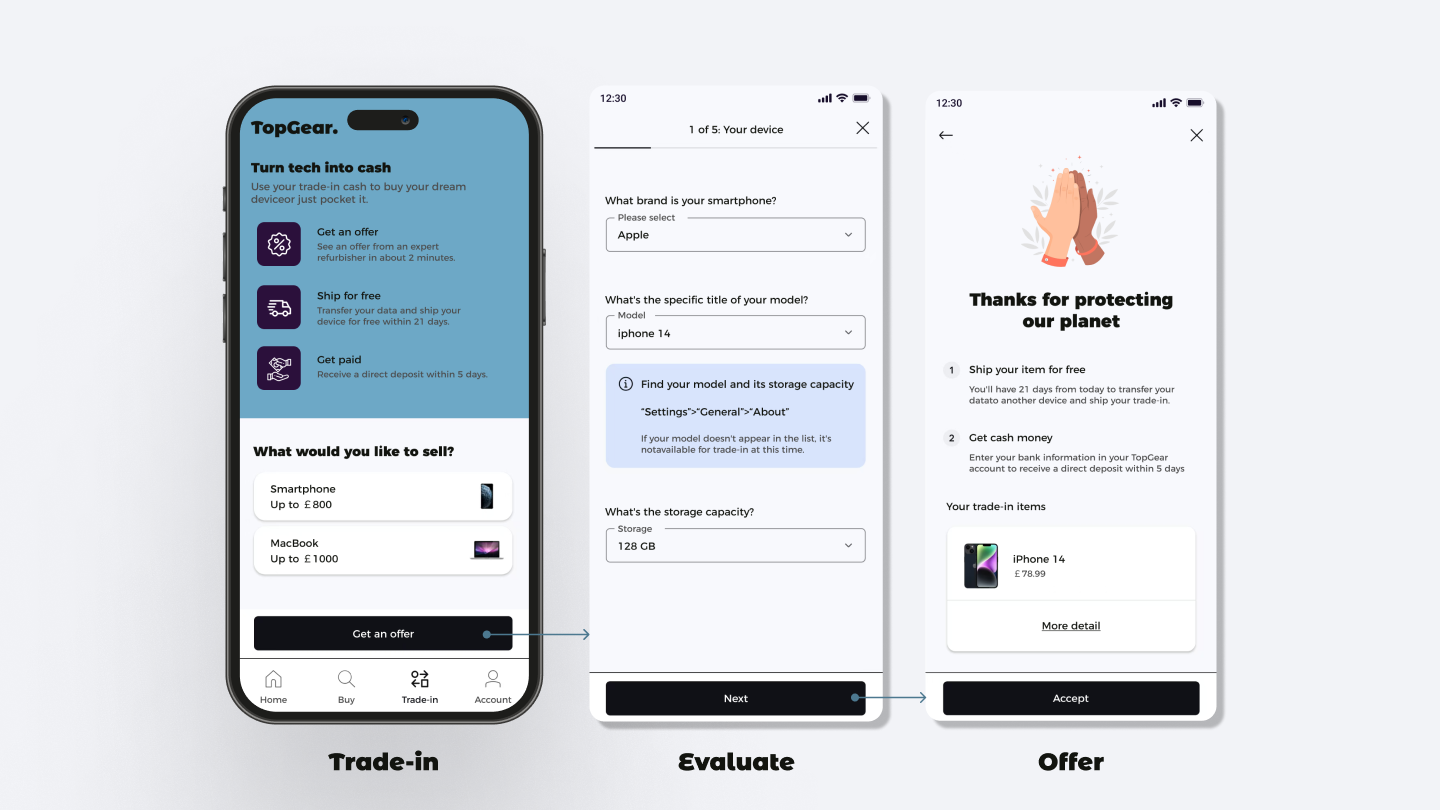 TopGear.
Turn tech into cash
Use your trade-in cash to buy your dream
deviceor just pocket it.
Get an offer
See an offer from an expert
refurbisher in about 2 minutes.
Ship for free
Transfer your data and ship your
device for free within 21 days.
Get paid
Receive a direct deposit within 5 days.
What would you like to sell?
Smartphone
Up to £800
MacBook
Up to £1000
Get an offer
Home
Buy
Trade-in
Account
Trade-in
12:30
1 of 5: Your device
What brand is your smartphone?
Please select
Apple
What's the specific title of your model?
Model
iphone 14
Find your model and its storage capacity
"Settings">"General">"About"
If your model doesn't appear in the list, it's
notavailable for trade-in at this time.
What's the storage capacity?
Storage
128 GB
Next
Evaluate
12:30
Thanks for protecting
our planet
1
Ship your item for free
You'll have 21 days from today to transfer your
datato another device and ship your trade-in.
2
Get cash money
Enter your bank information in your TopGear
account to receive a direct deposit within 5 days
Your trade-in items
iPhone 14
£78.99
More detail
Accept
Offer